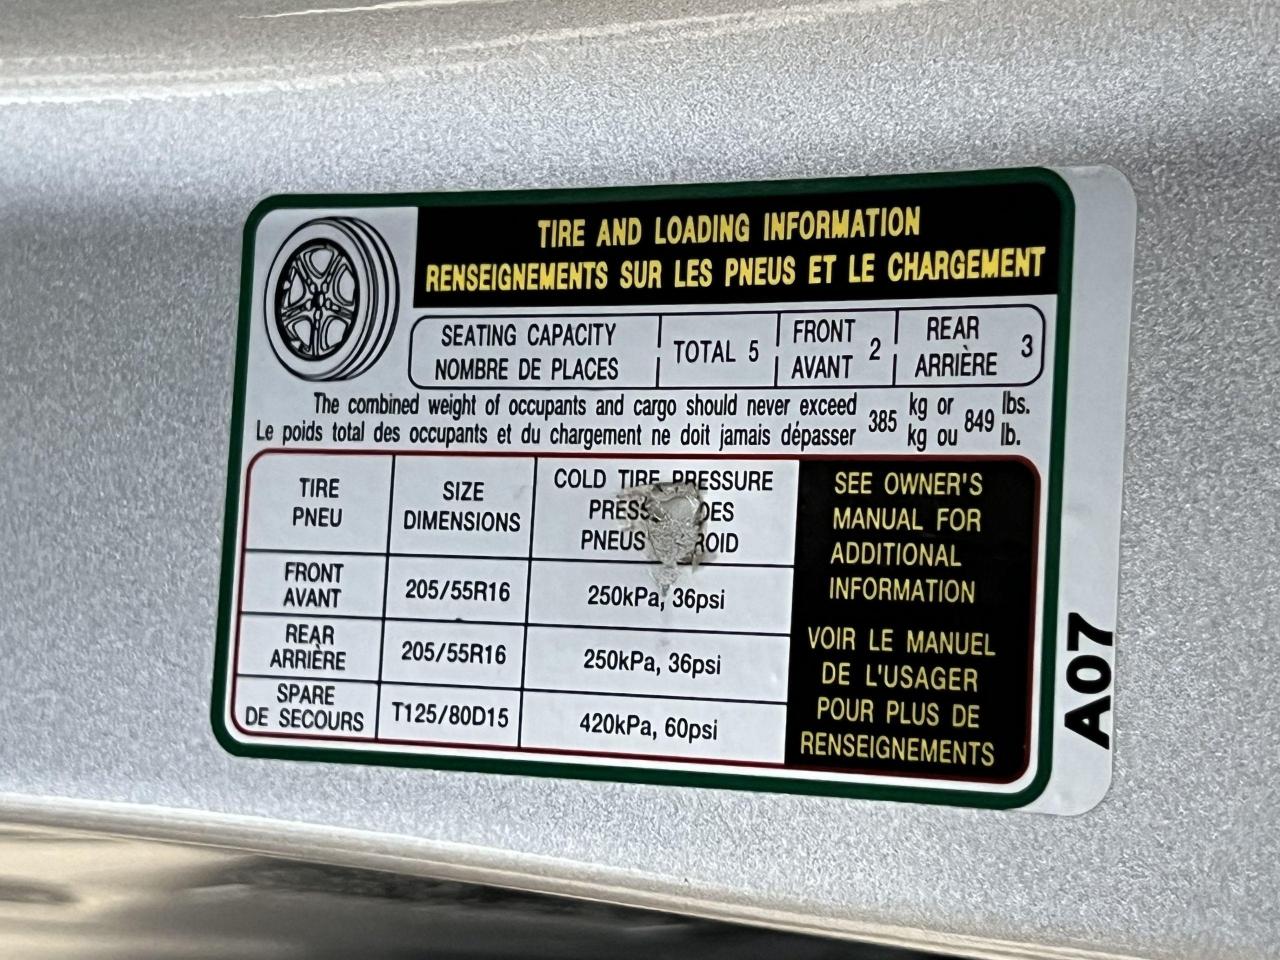 TIRE AND LOADING INFORMATION
RENSEIGNEMENTS SUR LES PNEUS ET LE CHARGEMENT
SEATING CAPACITY
NOMBRE DE PLACES
TOTAL 5
FRONT
AVANT
2
REAR
ARRIÈRE
3
The combined weight of occupants and cargo should never exceed 385 kg or 849 lbs.
Le poids total des occupants et du chargement ne doit jamais dépasser kg ou lb.
TIRE
PNEU
SIZE
DIMENSIONS
COLD TIRE PRESSURE
DES
PNEUS
FRONT
AVANT
205/55R16
250kPa, 36psi
REAR
ARRIÈRE
205/55R16
250kPa, 36psi
SPARE
DE SECOURS
T125/80D15
420kPa, 60psi
SEE OWNER'S
MANUAL FOR
ADDITIONAL
INFORMATION
VOIR LE MANUEL
DE L'USAGER
POUR PLUS DE
RENSEIGNEMENTS
A07